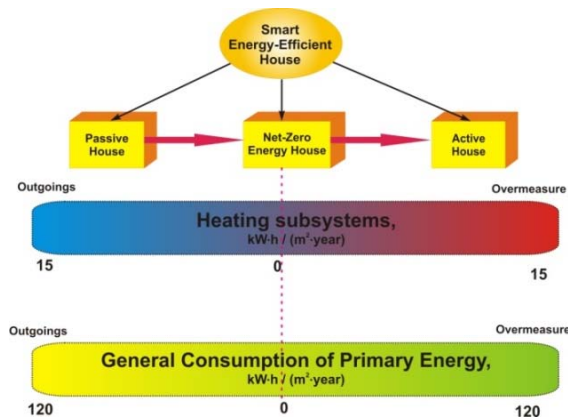 Smart
Energy-Efficient
House
Passive
House
Net-Zero
Energy House
Active
House
Outgoings
Overmeasure
Heating subsystems,
kW·h / (m²·year)
15
0
15
Outgoings
Overmeasure
General Consumption of Primary Energy,
kW·h / (m²·year)
120
0
120